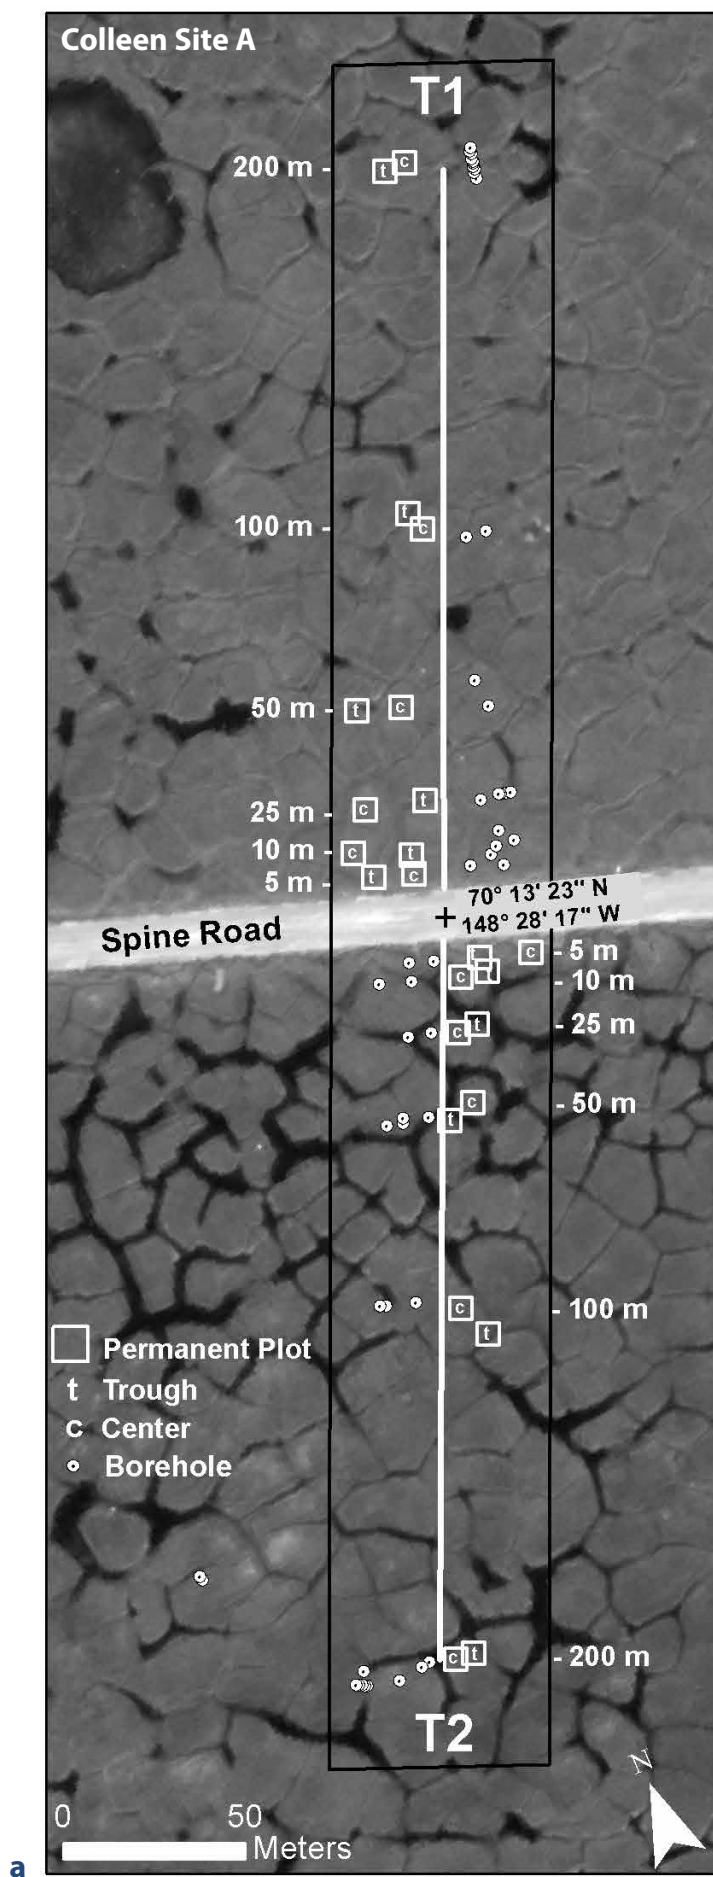 Colleen Site A
T1
200 m -
t c
100 m -
t
c
50 m -
t c
25 m -
c t
10 m -
c t
5 m -
t c
70° 13' 23" N
148° 28' 17" W
Spine Road
c - 5 m
c - 10 m
c t - 25 m
c - 50 m
t
c - 100 m
t
Permanent Plot
t Trough
c Center
Borehole
c t - 200 m
T2
N
0 50
Meters
a